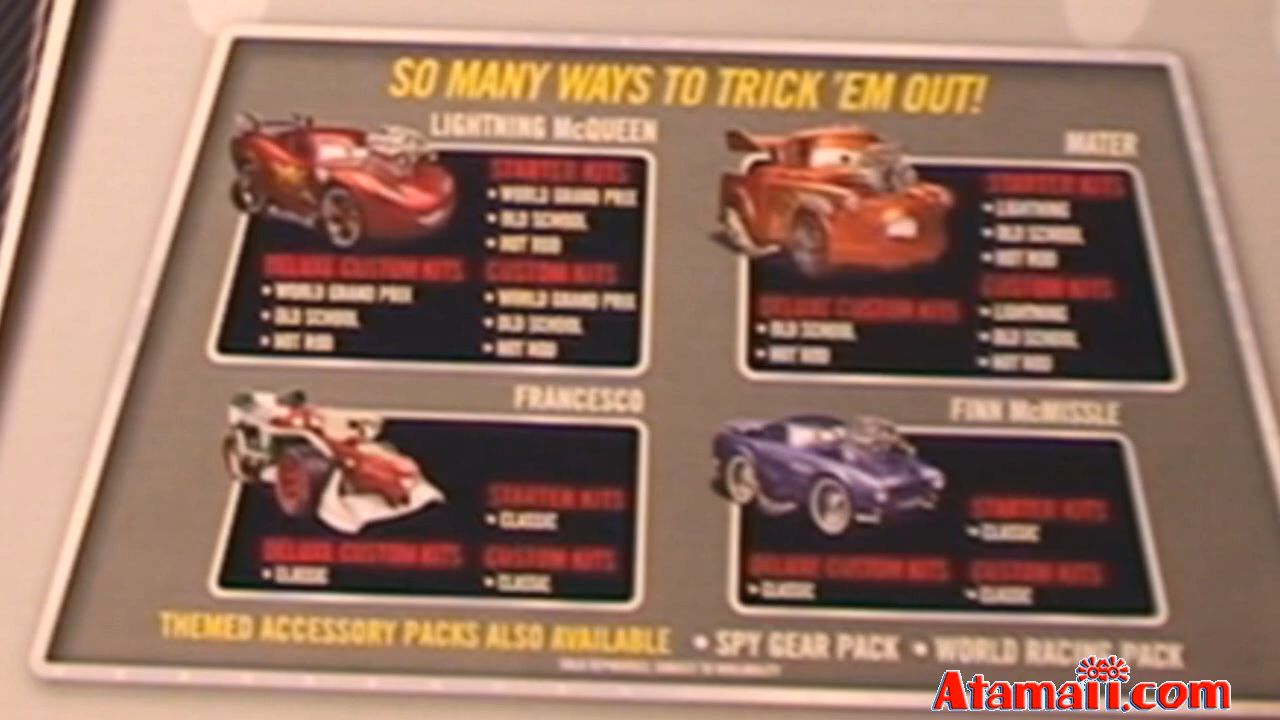 SO MANY WAYS TO TRICK 'EM OUT!
LIGHTNING McQUEEN
STARTER KITS
• WORLD GRAND PRIX
• OLD SCHOOL
• HOT ROD
DELUXE CUSTOM KITS
• WORLD GRAND PRIX
• OLD SCHOOL
• HOT ROD
CUSTOM KITS
• WORLD GRAND PRIX
• OLD SCHOOL
• HOT ROD
MATER
STARTER KITS
• LIGHTNING
• OLD SCHOOL
• HOT ROD
DELUXE CUSTOM KITS
• OLD SCHOOL
• HOT ROD
CUSTOM KITS
• LIGHTNING
• OLD SCHOOL
• HOT ROD
FRANCESCO
STARTER KITS
• CLASSIC
DELUXE CUSTOM KITS
• CLASSIC
CUSTOM KITS
• CLASSIC
FINN McMISSLE
STARTER KITS
• CLASSIC
DELUXE CUSTOM KITS
• CLASSIC
CUSTOM KITS
• CLASSIC
THEMED ACCESSORY PACKS ALSO AVAILABLE • SPY GEAR PACK • WORLD RACING PACK
Atamaii.com